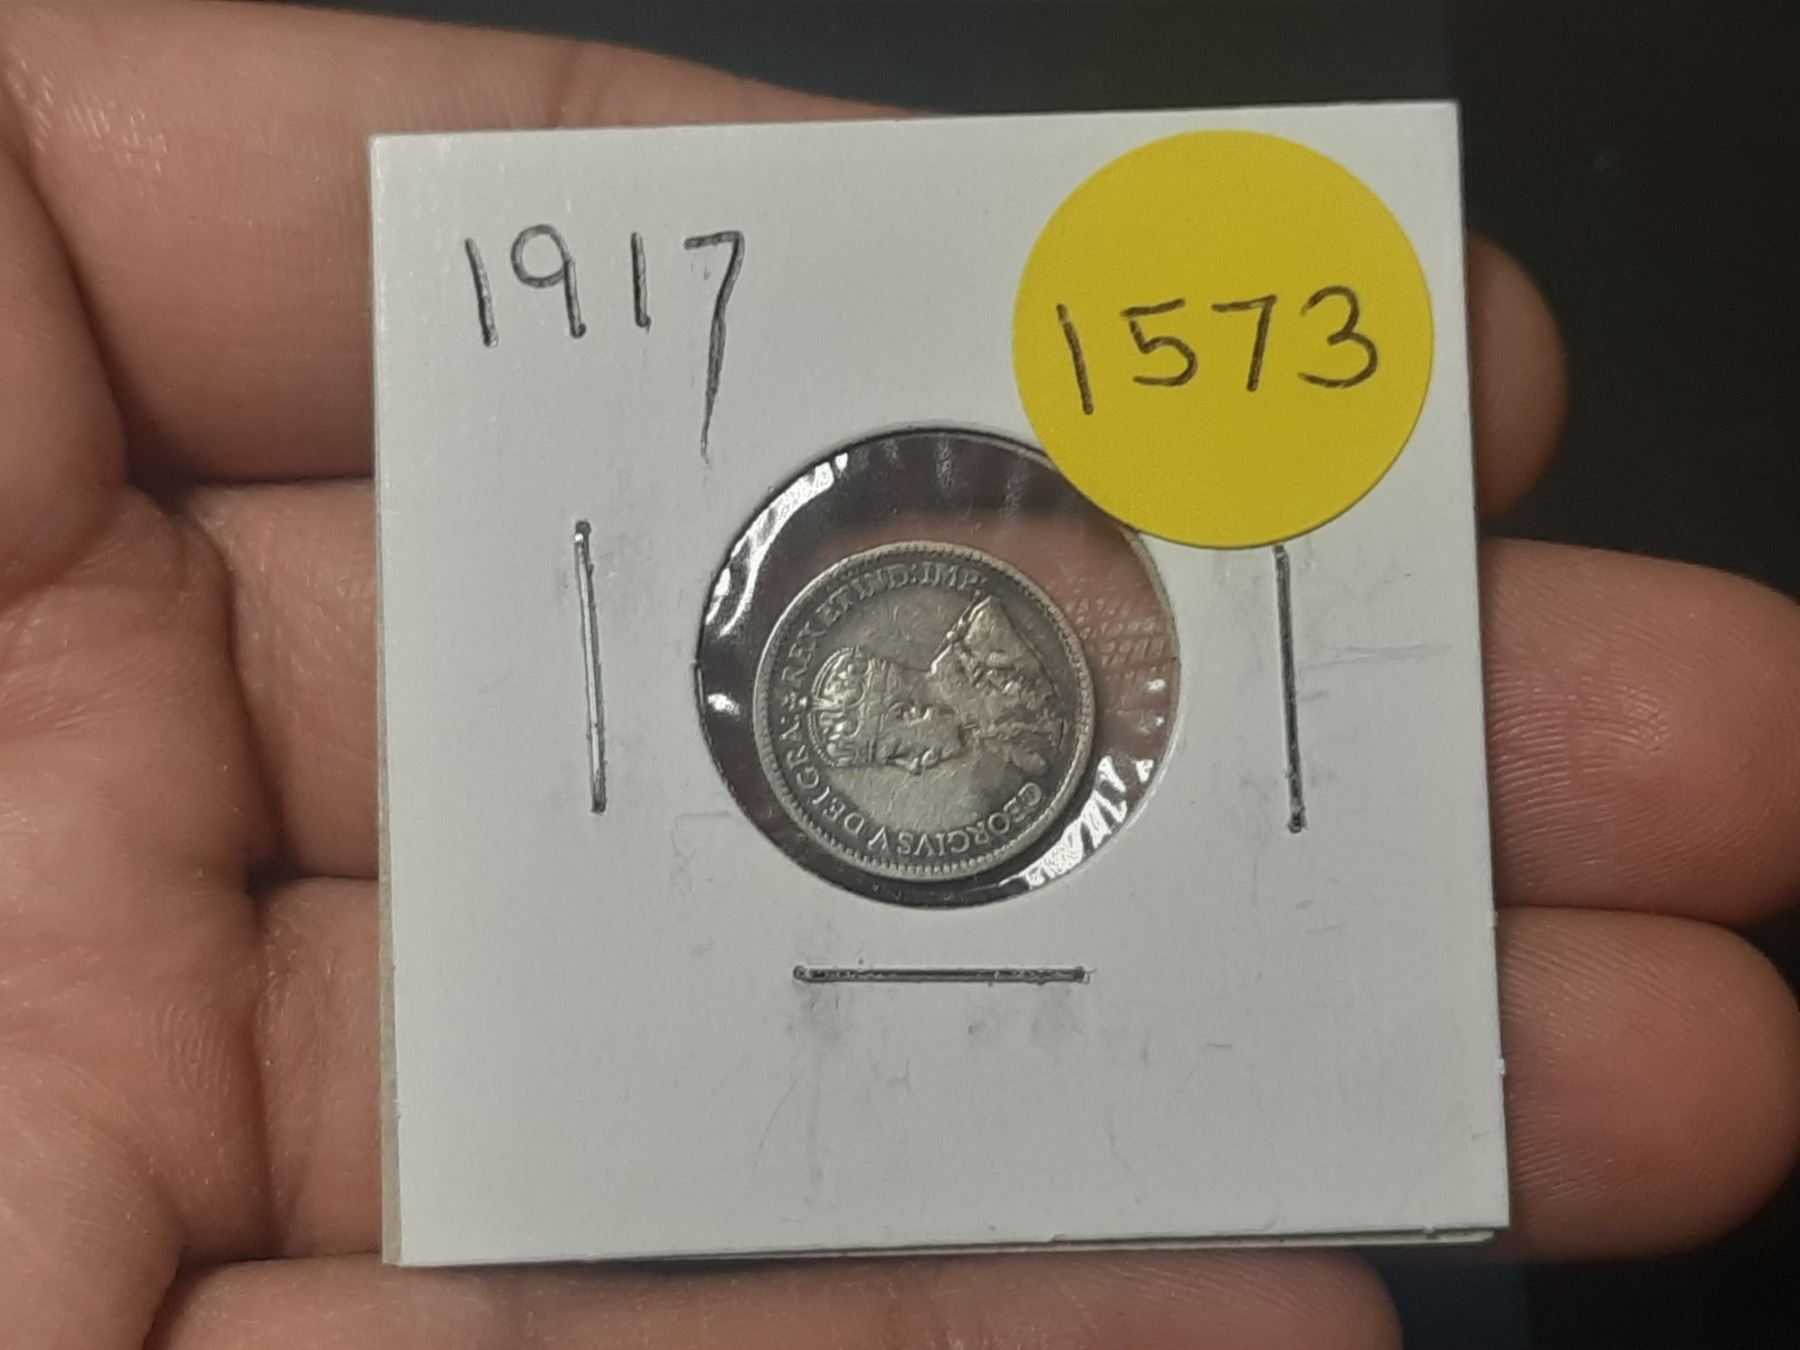 1917
1573
GEORGIVS V DEI GRA: REX ET IND: IMP: